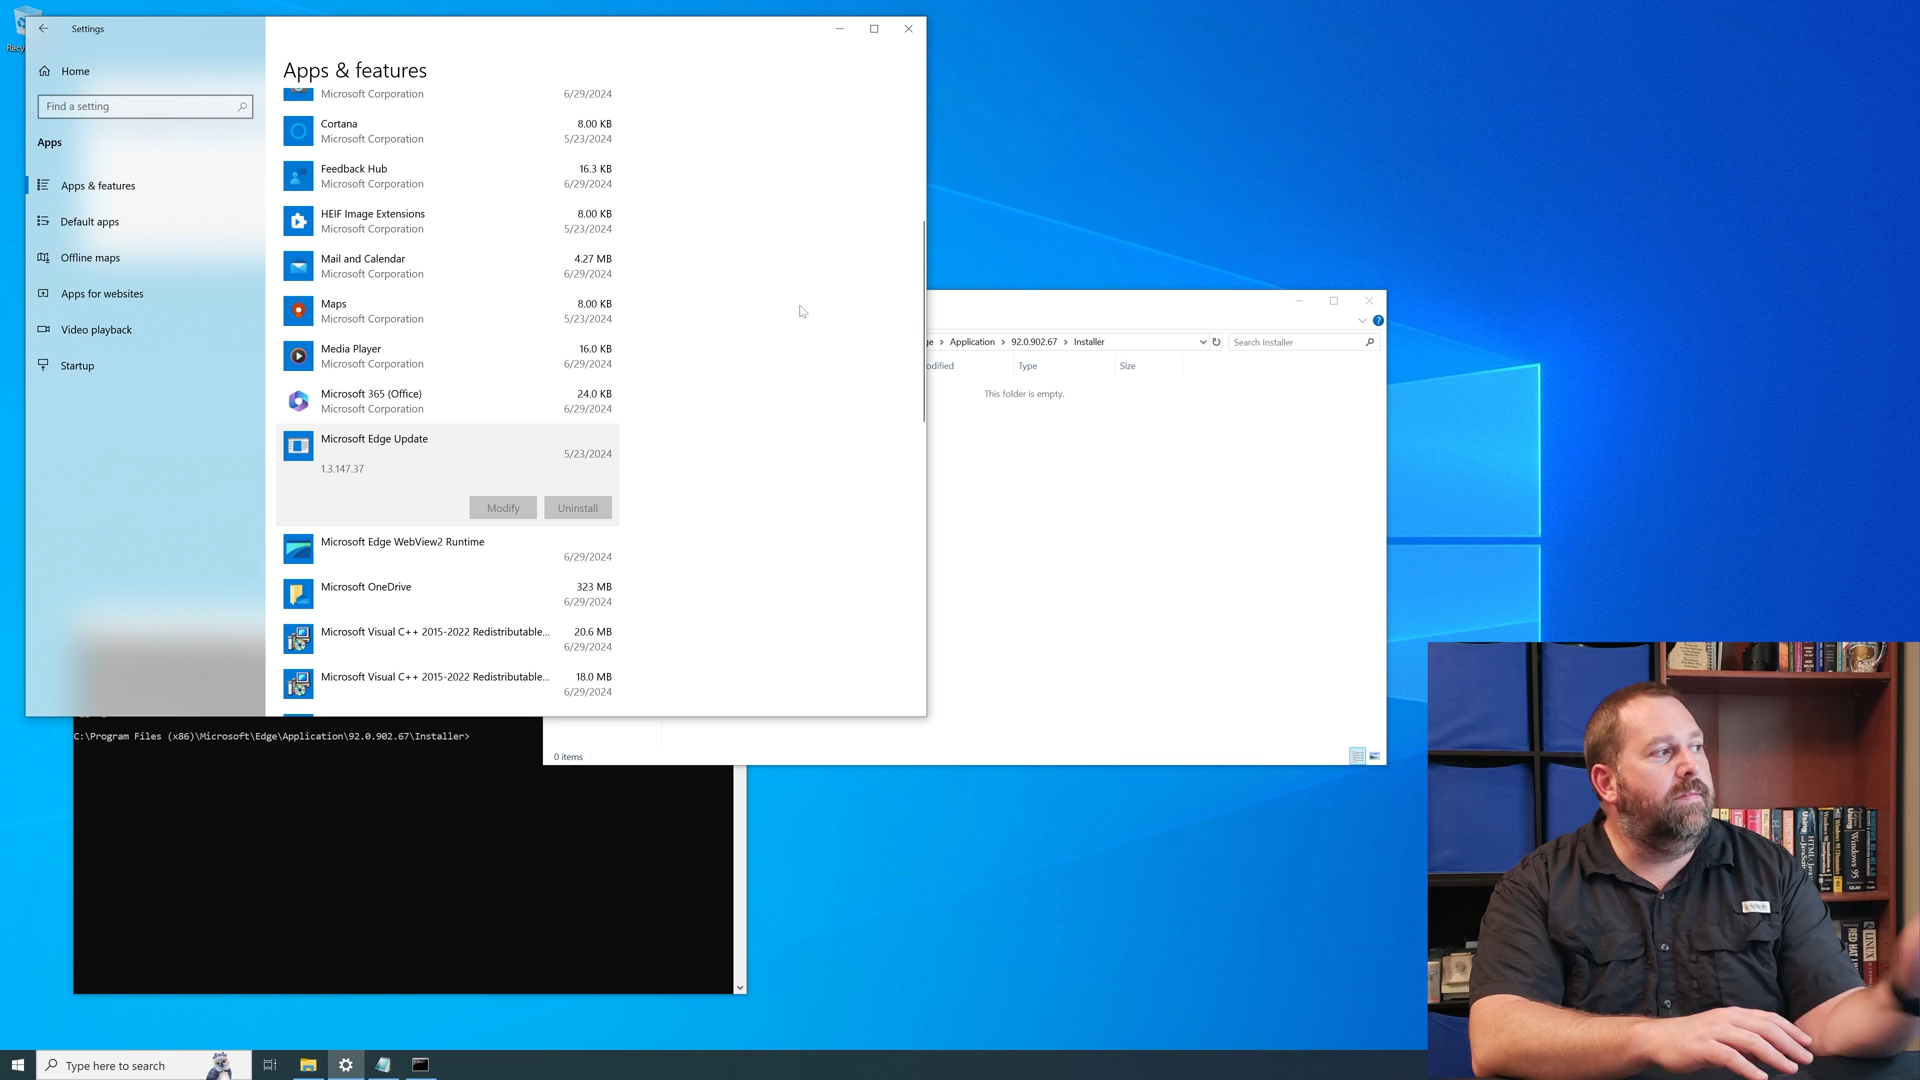 Recy
Settings
Home
Find a setting
Apps
Apps & features
Default apps
Offline maps
Apps for websites
Video playback
Startup
Apps & features
Microsoft Corporation 6/29/2024
Cortana 8.00 KB
Microsoft Corporation 5/23/2024
Feedback Hub 16.3 KB
Microsoft Corporation 6/29/2024
HEIF Image Extensions 8.00 KB
Microsoft Corporation 5/23/2024
Mail and Calendar 4.27 MB
Microsoft Corporation 6/29/2024
Maps 8.00 KB
Microsoft Corporation 5/23/2024
Media Player 16.0 KB
Microsoft Corporation 6/29/2024
Microsoft 365 (Office) 24.0 KB
Microsoft Corporation 6/29/2024
Microsoft Edge Update
5/23/2024
1.3.147.37
Modify Uninstall
Microsoft Edge WebView2 Runtime
6/29/2024
Microsoft OneDrive 323 MB
6/29/2024
Microsoft Visual C++ 2015-2022 Redistributable... 20.6 MB
6/29/2024
Microsoft Visual C++ 2015-2022 Redistributable... 18.0 MB
6/29/2024
ge > Application > 92.0.902.67 > Installer
Search Installer
odified Type Size
This folder is empty.
0 items
C:\Program Files (x86)\Microsoft\Edge\Application\92.0.902.67\Installer>
Type here to search
Windows 95
RED HAT
LINUX